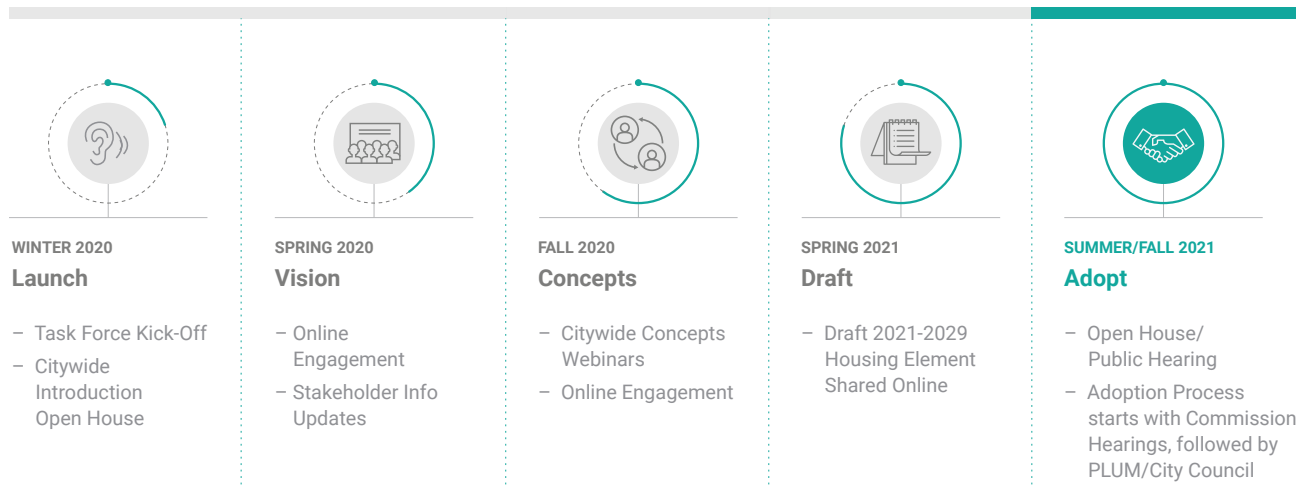 WINTER 2020
Launch
– Task Force Kick-Off
– Citywide
Introduction
Open House
SPRING 2020
Vision
– Online
Engagement
– Stakeholder Info
Updates
FALL 2020
Concepts
– Citywide Concepts
Webinars
– Online Engagement
SPRING 2021
Draft
– Draft 2021-2029
Housing Element
Shared Online
SUMMER/FALL 2021
Adopt
– Open House/
Public Hearing
– Adoption Process
starts with Commission
Hearings, followed by
PLUM/City Council